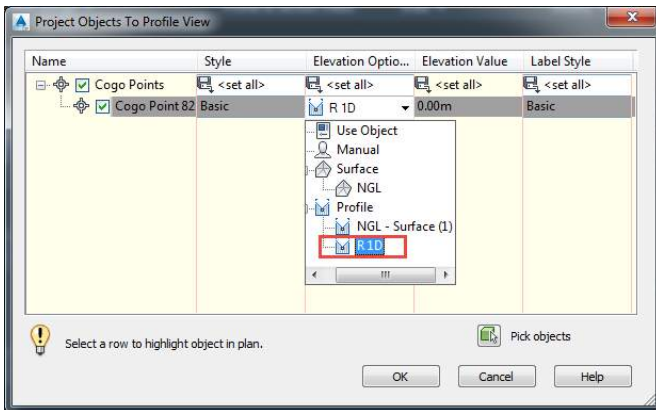 Project Objects To Profile View
Name Style Elevation Optio... Elevation Value Label Style
Cogo Points <set all> <set all> <set all> <set all>
Cogo Point 82 Basic R 1D 0.00m Basic
Use Object
Manual
Surface
NGL
Profile
NGL - Surface (1)
R 1D
Select a row to highlight object in plan.
Pick objects
OK Cancel Help